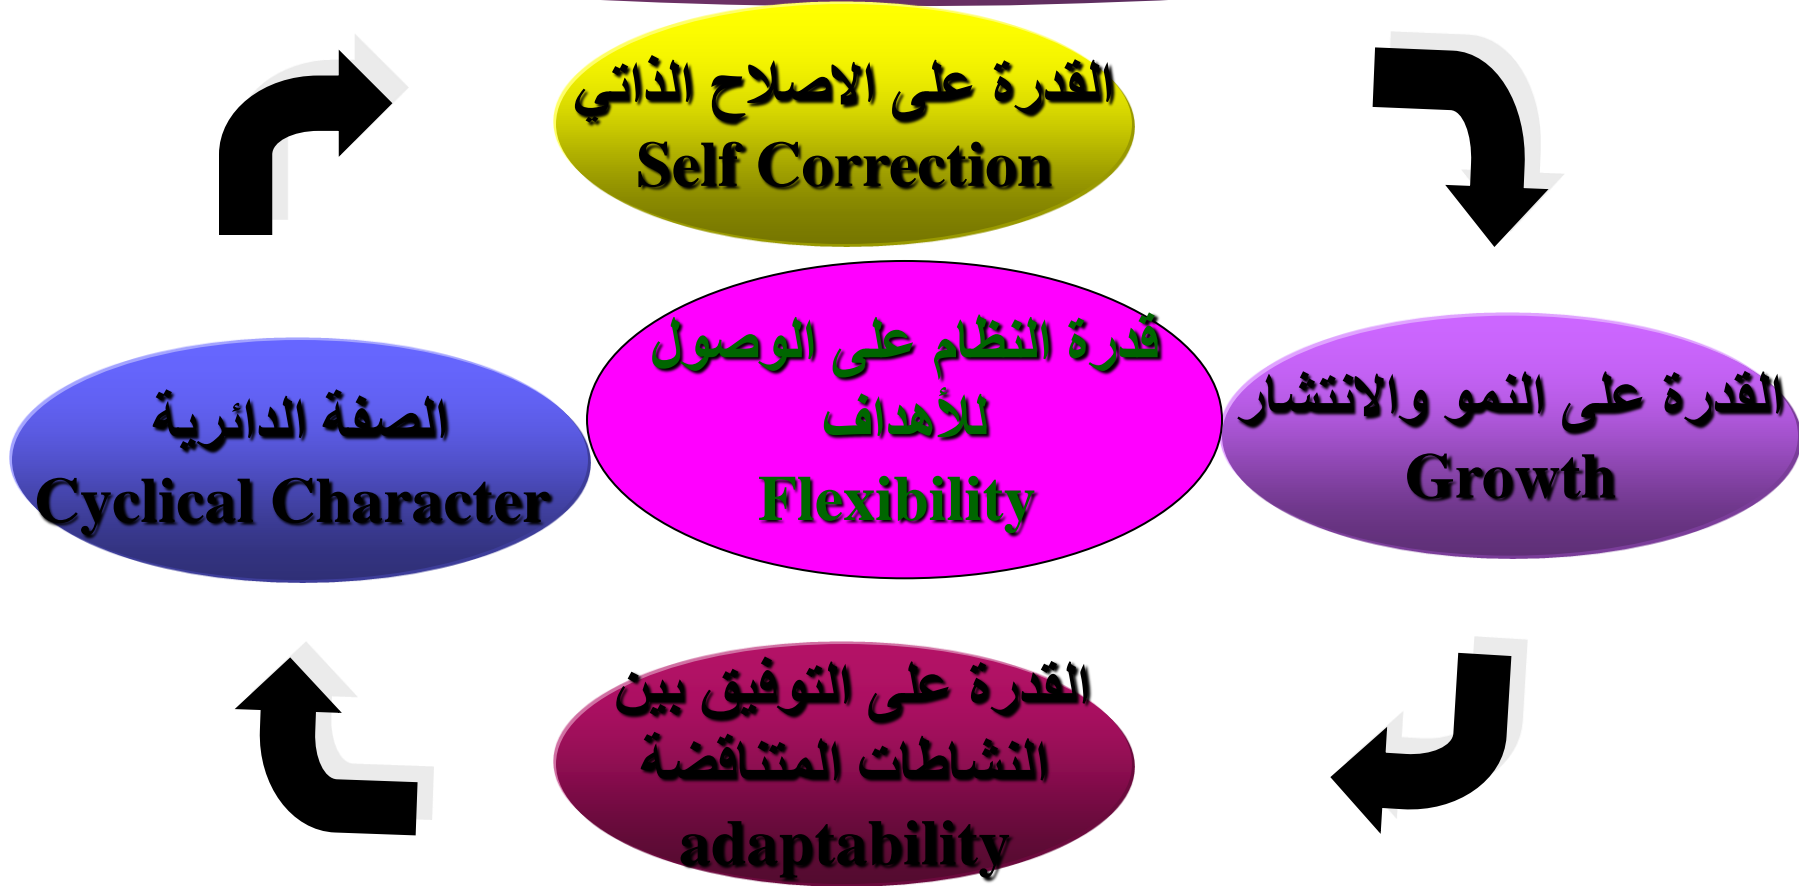 القدرة على الاصلاح الذاتي
Self Correction
قدرة النظام على الوصول
للأهداف
Flexibility
القدرة على النمو والانتشار
Growth
الصفة الدائرية
Cyclical Character
القدرة على التوفيق بين
النشاطات المتناقضة
adaptability